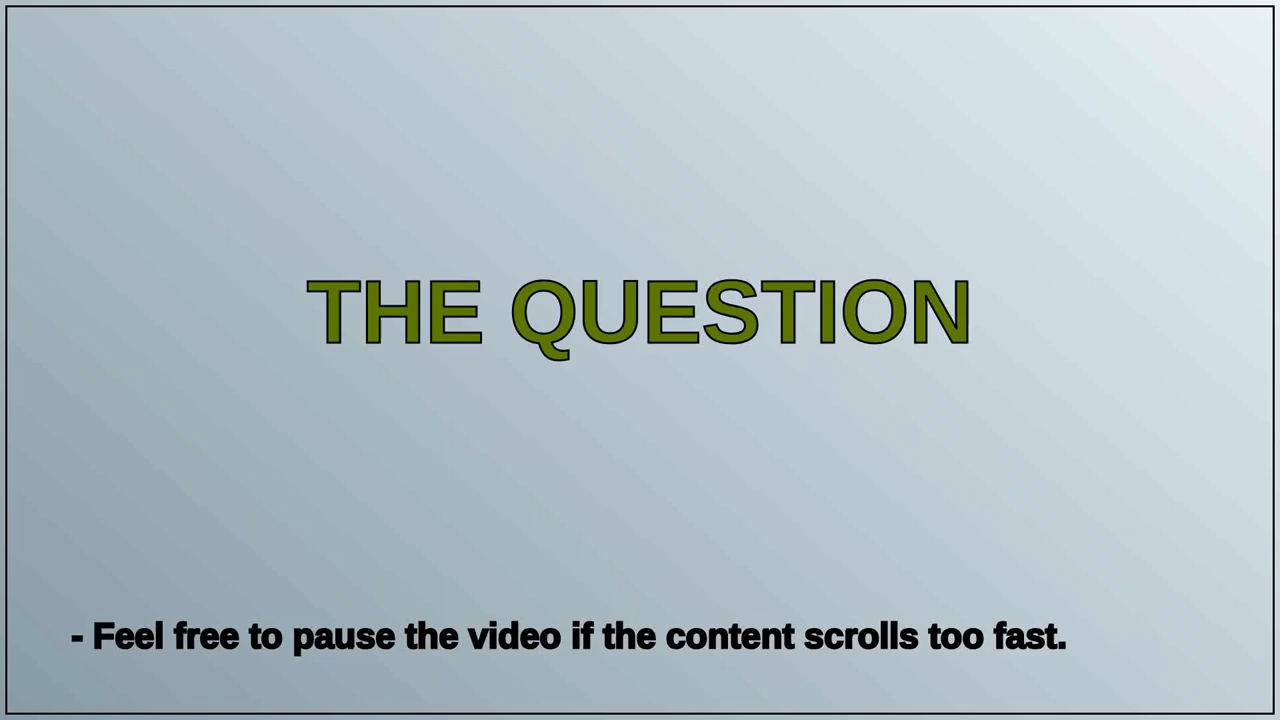 THE QUESTION
- Feel free to pause the video if the content scrolls too fast.